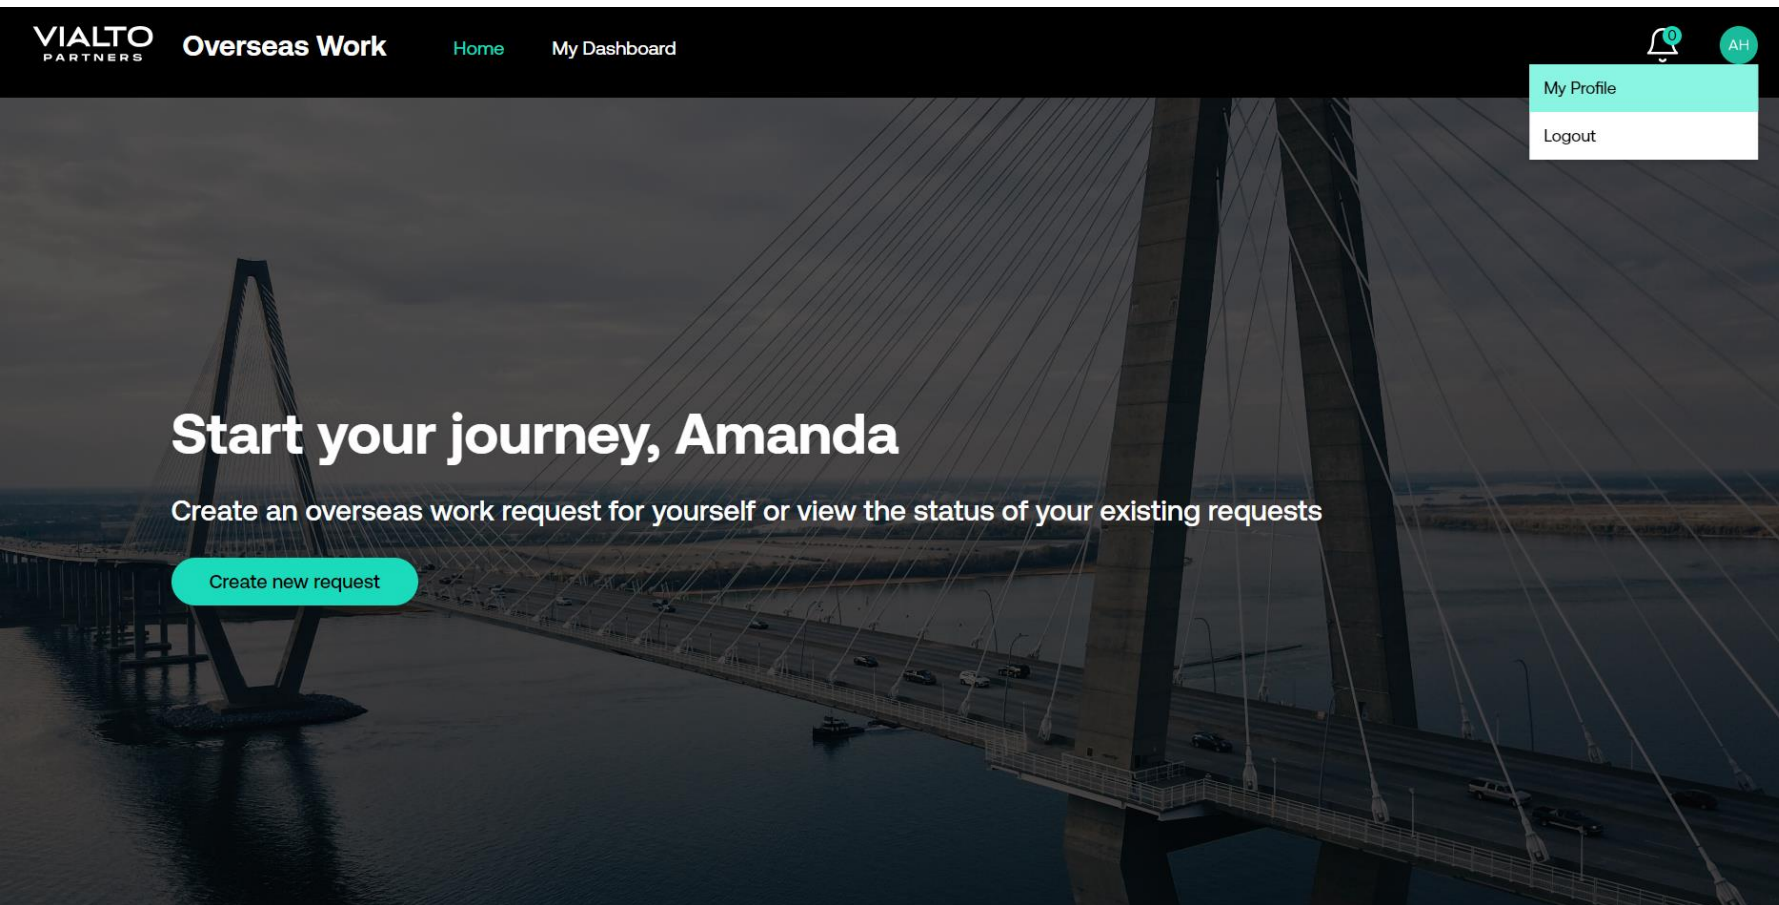 VIALTO
PARTNERS
Overseas Work
Home
My Dashboard
0
AH
My Profile
Logout
Start your journey, Amanda
Create an overseas work request for yourself or view the status of your existing requests
Create new request